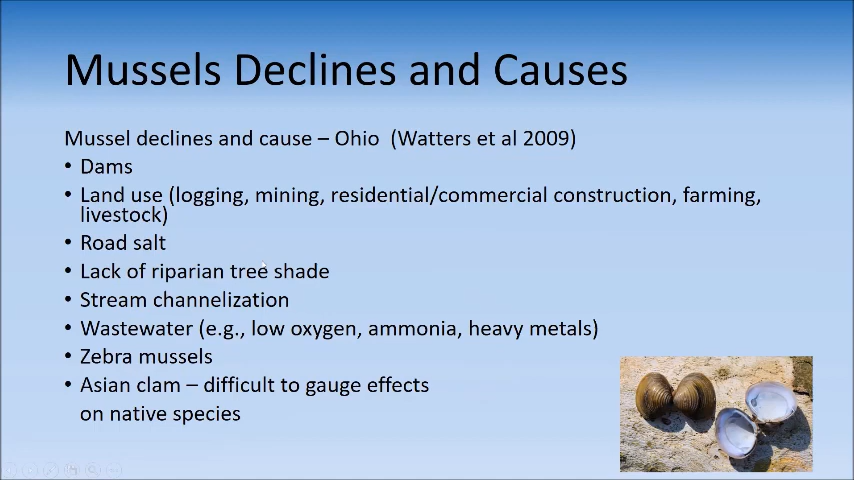 Mussels Declines and Causes
Mussel declines and cause – Ohio (Watters et al 2009)
• Dams
• Land use (logging, mining, residential/commercial construction, farming,
livestock)
• Road salt
• Lack of riparian tree shade
• Stream channelization
• Wastewater (e.g., low oxygen, ammonia, heavy metals)
• Zebra mussels
• Asian clam – difficult to gauge effects
on native species